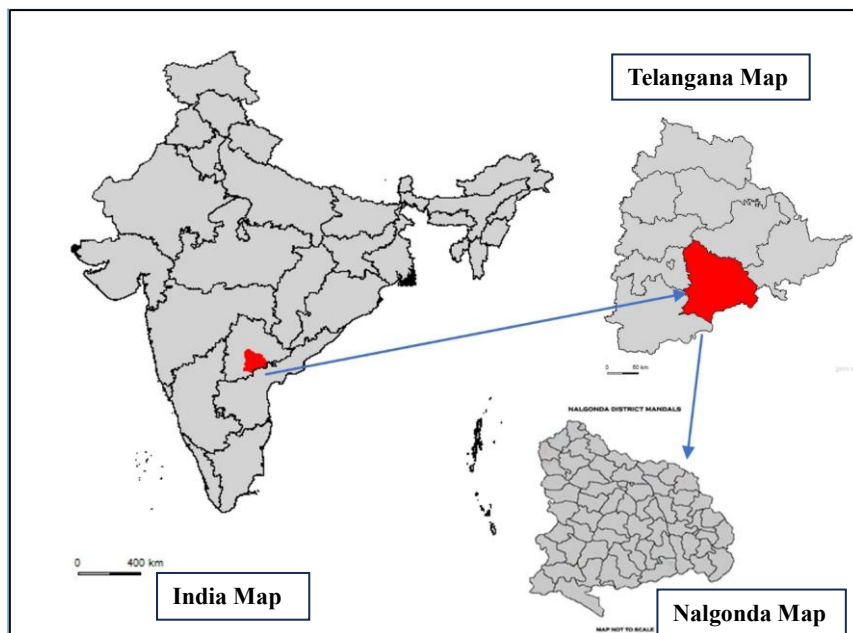 Telangana Map
0 50 km
NALGONDA DISTRICT MANDALS
0 400 km
India Map
MAP NOT TO SCALE
Nalgonda Map